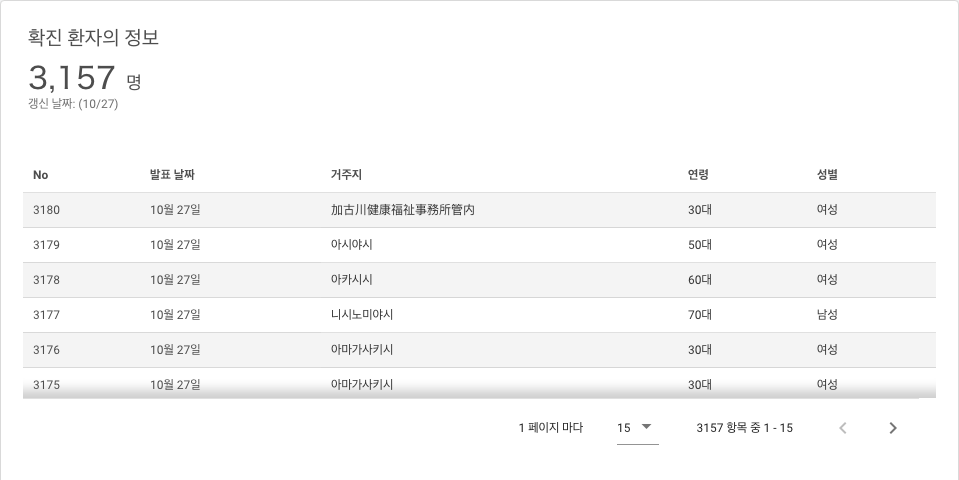 확진 환자의 정보
3,157 명
갱신 날짜: (10/27)
No 발표 날짜 거주지 연령 성별
3180 10월 27일 加古川健康福祉事務所管内 30대 여성
3179 10월 27일 아시야시 50대 여성
3178 10월 27일 아카시시 60대 여성
3177 10월 27일 니시노미야시 70대 남성
3176 10월 27일 아마가사키시 30대 여성
3175 10월 27일 아마가사키시 30대 여성
1 페이지 마다 15 3157 항목 중 1 - 15